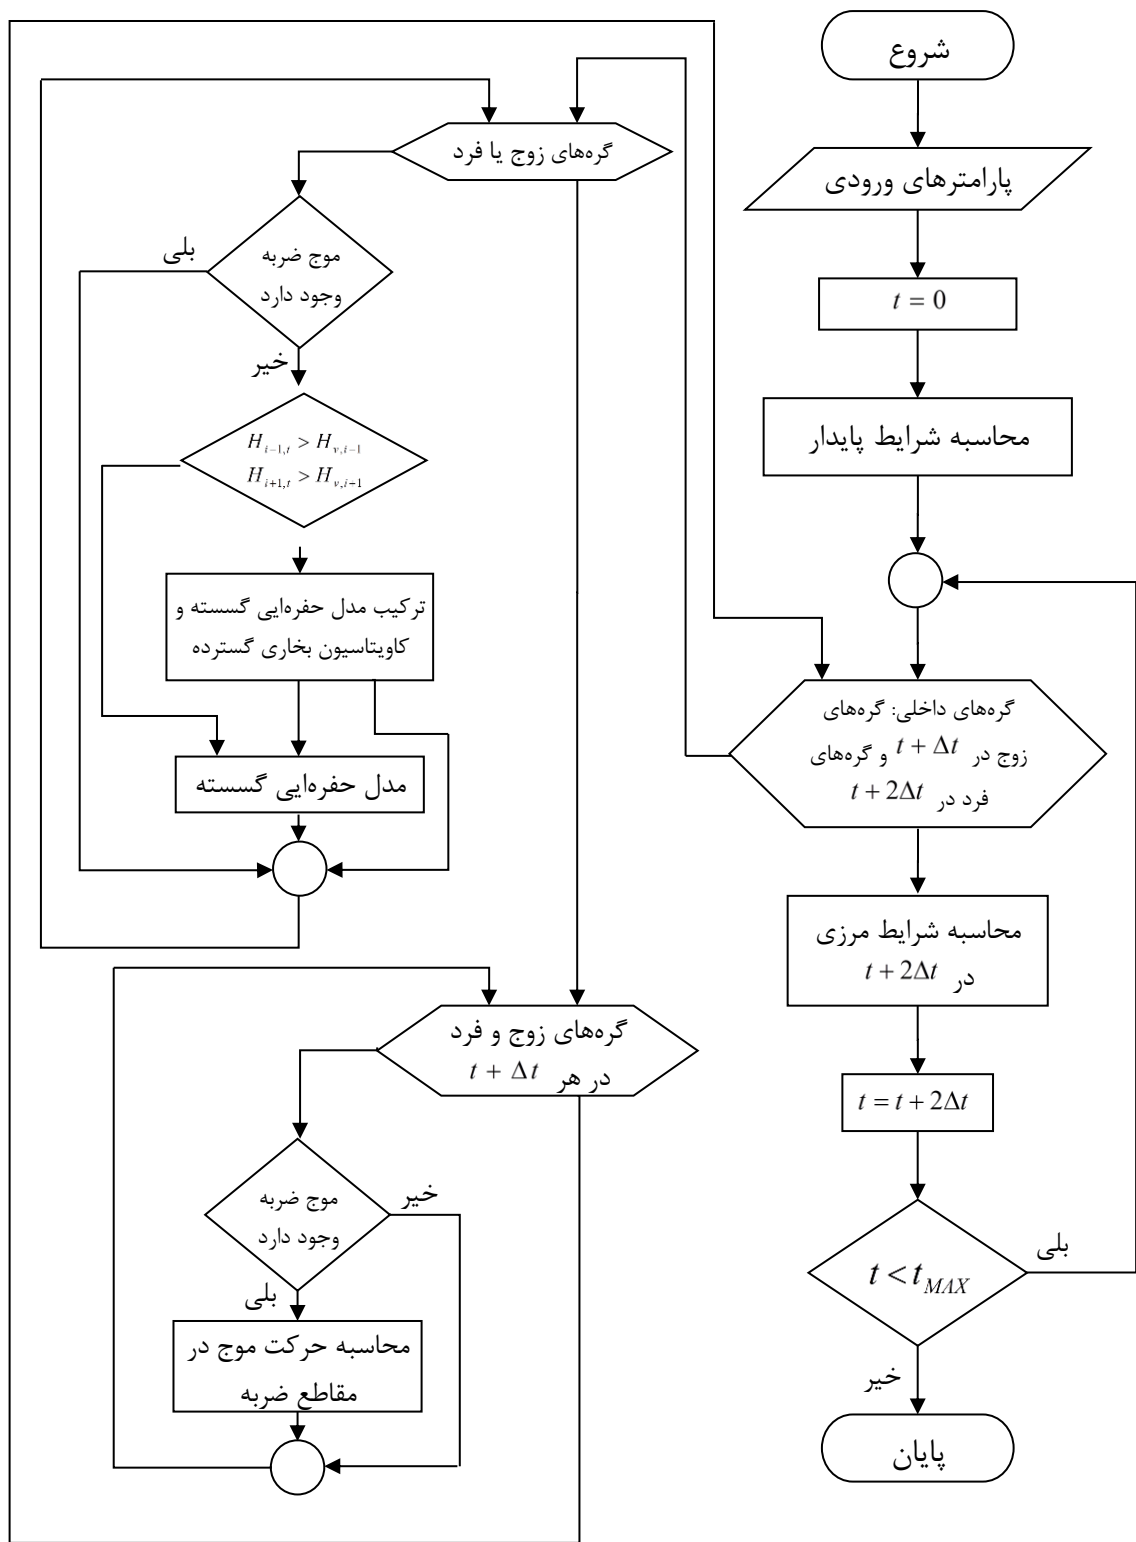 شروع
پارامترهای ورودی
t = 0
محاسبه شرایط پایدار
گره‌های داخلی: گره‌های
زوج در t + Δt و گره‌های
فرد در t + 2Δt
محاسبه شرایط مرزی
در t + 2Δt
t = t + 2Δt
t < t_MAX
بلی
خیر
پایان
گره‌های زوج یا فرد
موج ضربه
وجود دارد
بلی
خیر
H_{i−1,t} > H_{v,i−1}
H_{i+1,t} > H_{v,i+1}
ترکیب مدل حفره‌ایی گسسته و
کاویتاسیون بخاری گسترده
مدل حفره‌ایی گسسته
گره‌های زوج و فرد
در هر t + Δt
موج ضربه
وجود دارد
خیر
بلی
محاسبه حرکت موج در
مقاطع ضربه